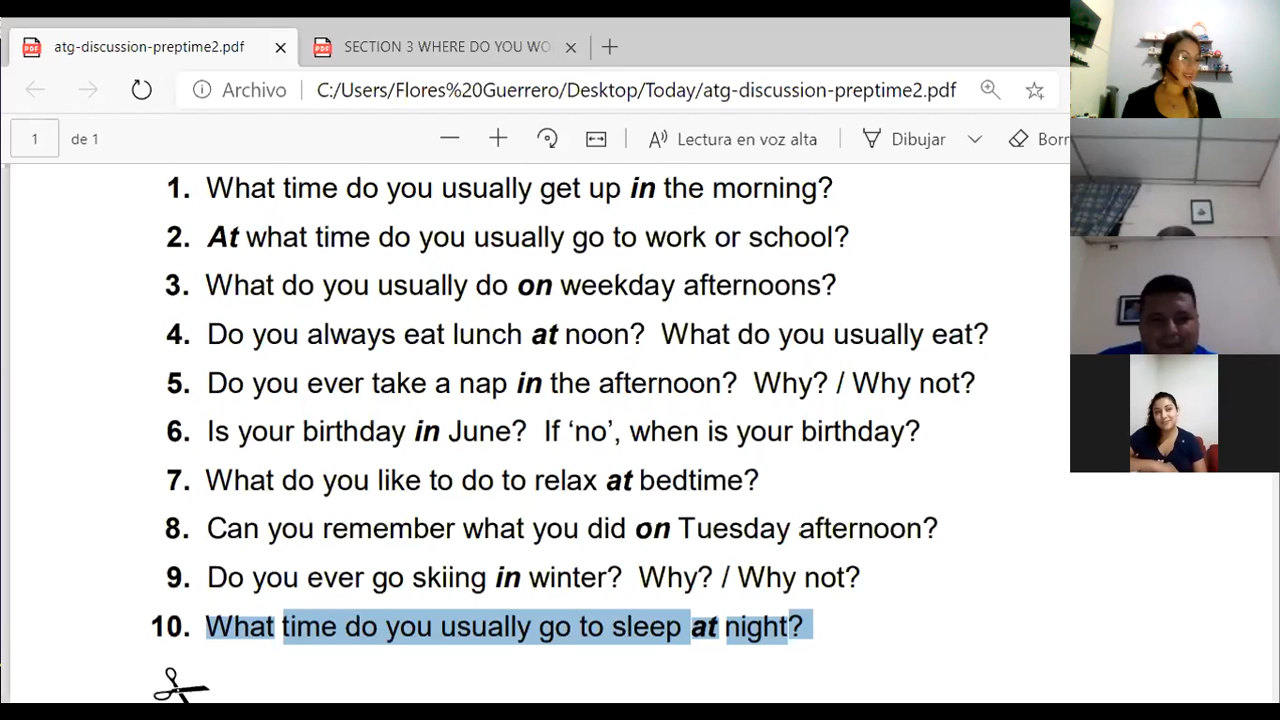 atg-discussion-preptime2.pdf
SECTION 3 WHERE DO YOU WO
Archivo
C:/Users/Flores%20Guerrero/Desktop/Today/atg-discussion-preptime2.pdf
1 de 1
Lectura en voz alta
Dibujar
Borr
1. What time do you usually get up in the morning?
2. At what time do you usually go to work or school?
3. What do you usually do on weekday afternoons?
4. Do you always eat lunch at noon? What do you usually eat?
5. Do you ever take a nap in the afternoon? Why? / Why not?
6. Is your birthday in June? If ‘no’, when is your birthday?
7. What do you like to do to relax at bedtime?
8. Can you remember what you did on Tuesday afternoon?
9. Do you ever go skiing in winter? Why? / Why not?
10. What time do you usually go to sleep at night?